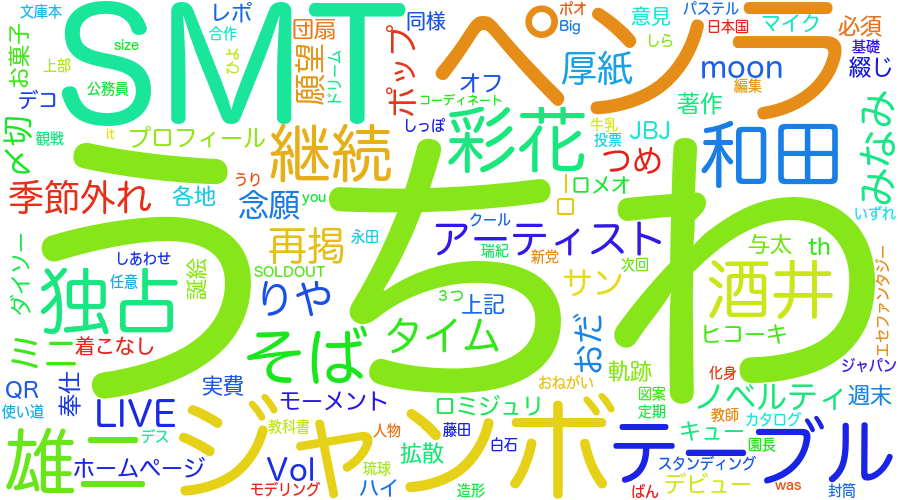 文庫本
レポ
団扇
同様
ペンラ
ポオ
Big
意見
パステル
日本国
マイク
必須
SMT
お菓子
size
合作
ひよ
願望
ドリーム
ポップ
しら
基礎
綴じ
上部
デコ
公務員
オフ
厚紙
moon
編集
コーディネート
著作
〆切
観戦
it
プロフィール
しっぽ
継続
彩花
牛乳
投票
JBJ
和田
みなみ
季節外れ
各地
うり
念願
you
つめ
ロメオ
ー口
いずれ
うちわ
クール
アーティスト
永田
再掲
瑞紀
新党
次回
与太
th
ダイソー
しあわせ
任意
誕絵
SOLDOUT
サン
酒井
エセファンタジー
独占
りや
3つ
上記
タイム
おだ
ヒコーキ
ミニ
着こなし
そば
軌跡
化身
ジャパン
QR
使い道
奉仕
実費
モーメント
おねがい
ロミジュリ
図案
定期
ノベルティ
週末
LIVE
ジャンボ
教科書
人物
藤田
白石
教師
カタログ
雄二
デス
ホームページ
Vol
琉球
拡散
テーブル
キュー
園長
スタンディング
モデリング
ハイ
造形
ばん
デビュー
was
封筒